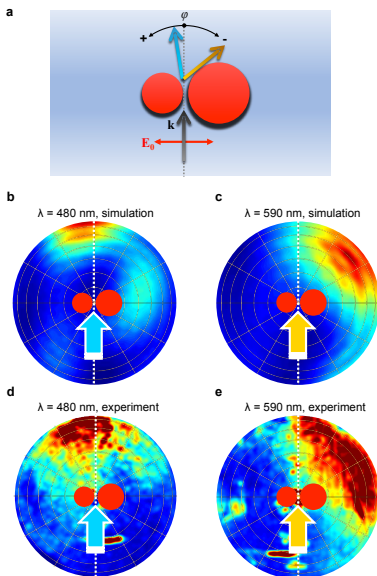 a
φ
+ -
k
E₀
b c
λ = 480 nm, simulation λ = 590 nm, simulation
d e
λ = 480 nm, experiment λ = 590 nm, experiment